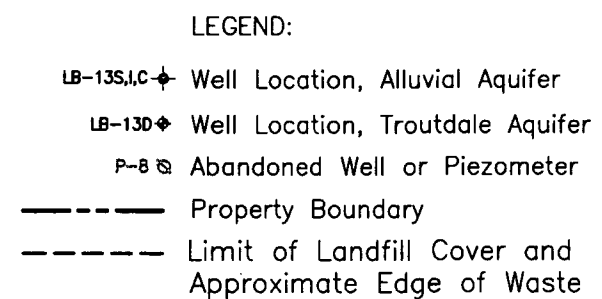 LEGEND:
LB-13S,I,C Well Location, Alluvial Aquifer
LB-13D Well Location, Troutdale Aquifer
P-8 Abandoned Well or Piezometer
Property Boundary
Limit of Landfill Cover and
Approximate Edge of Waste